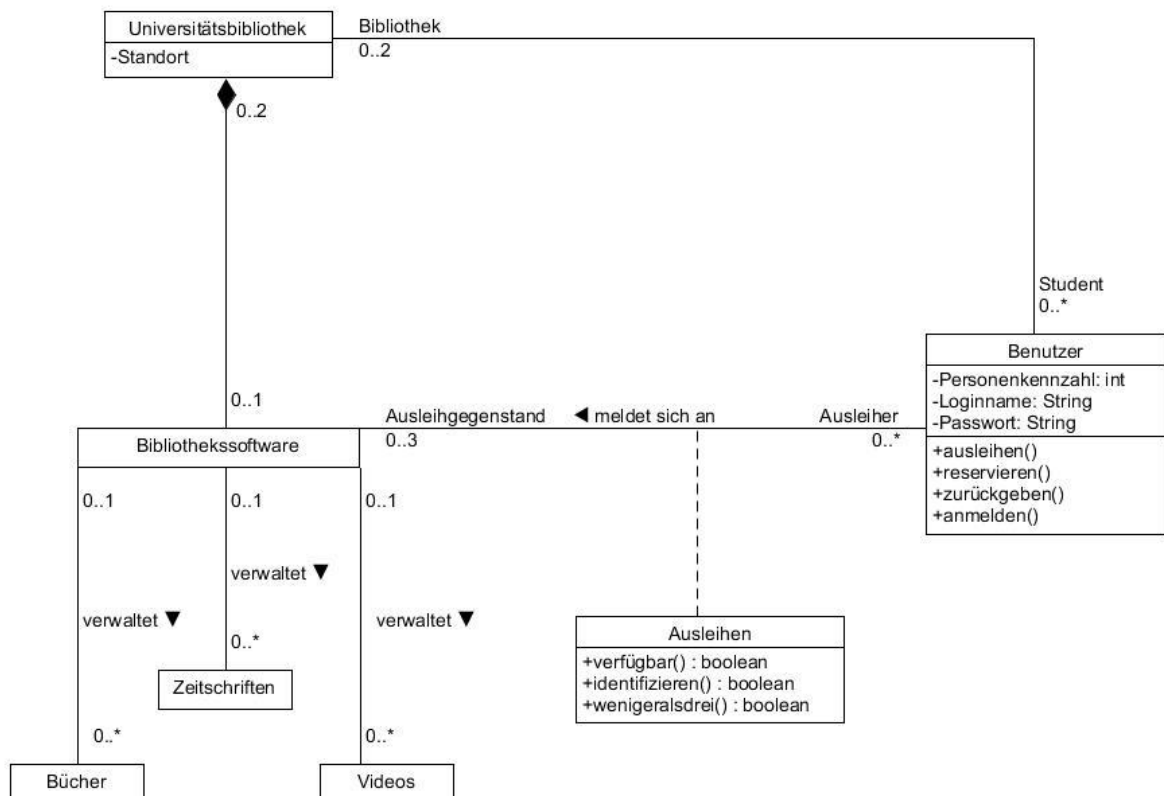 Universitätsbibliothek
-Standort
Bibliothek
0..2
0..2
Student
0..*
Benutzer
-Personenkennzahl: int
-Loginname: String
-Passwort: String
+ausleihen()
+reservieren()
+zurückgeben()
+anmelden()
0..1
Bibliothekssoftware
Ausleihgegenstand
0..3
◀ meldet sich an
Ausleiher
0..*
0..1
0..1
0..1
verwaltet ▼
verwaltet ▼
verwaltet ▼
0..*
Zeitschriften
0..*
Bücher
0..*
Videos
Ausleihen
+verfügbar() : boolean
+identifizieren() : boolean
+wenigeralsdrei() : boolean